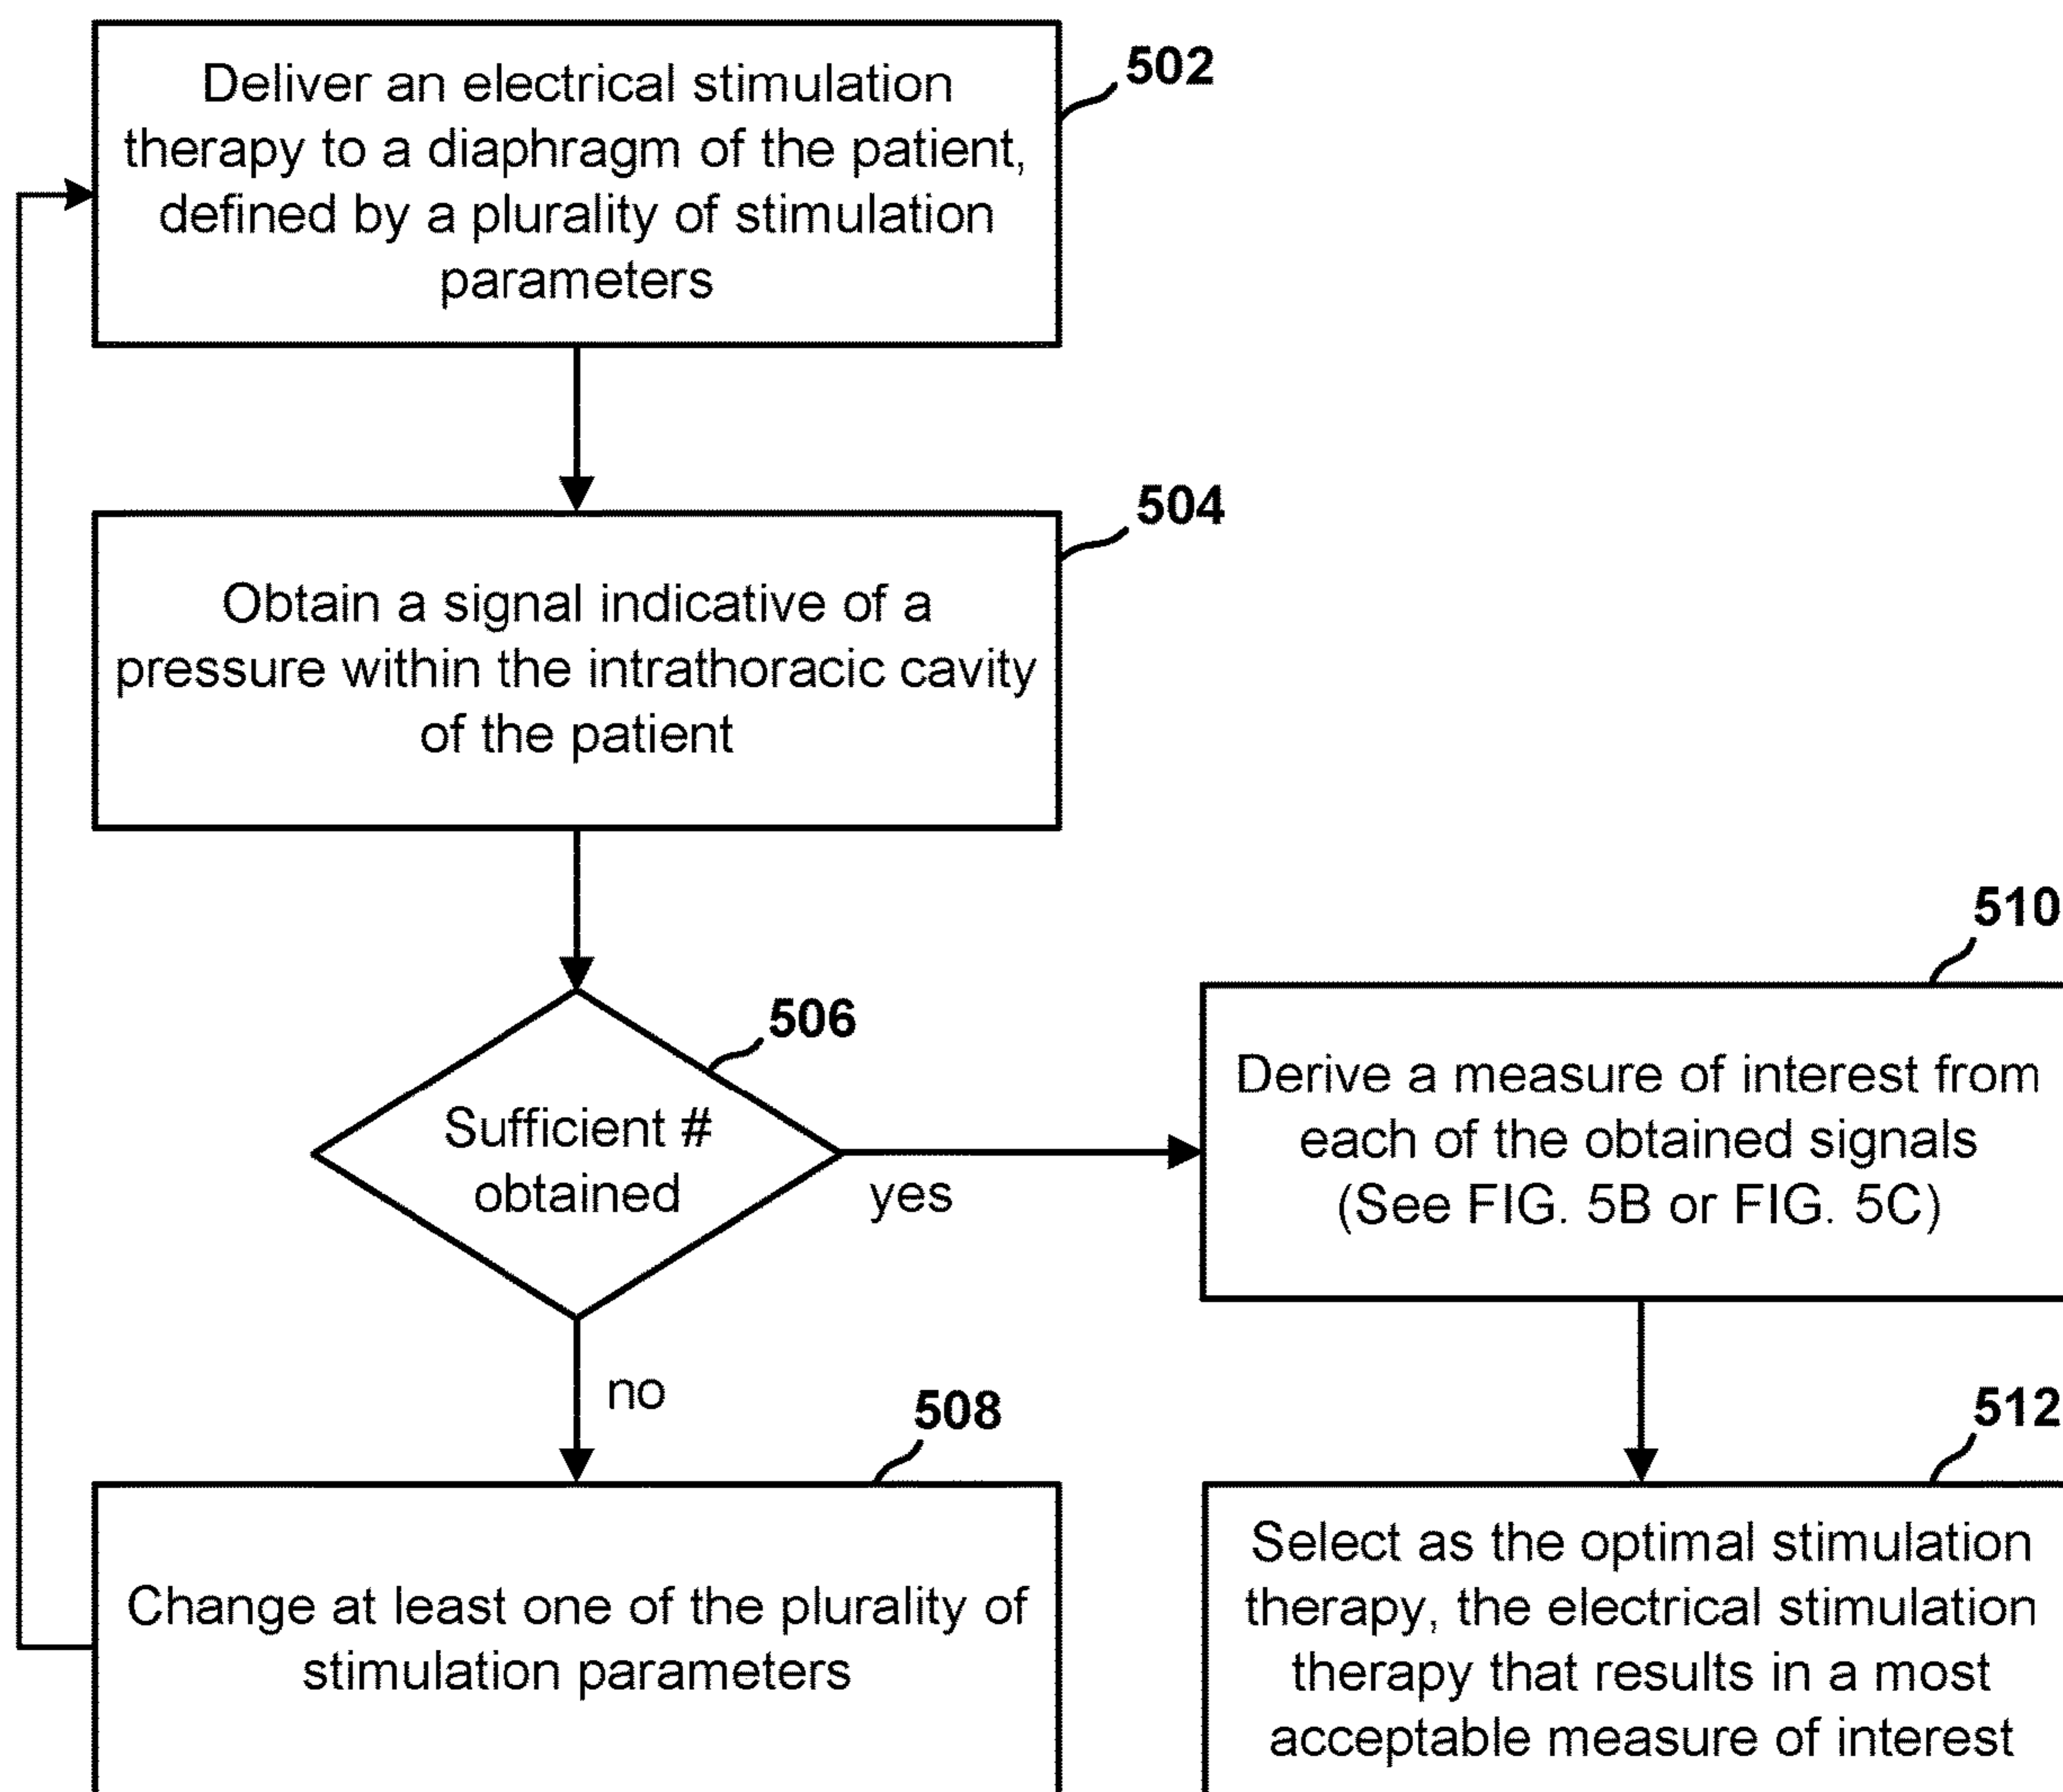 Deliver an electrical stimulation
therapy to a diaphragm of the patient,
defined by a plurality of stimulation
parameters
502
Obtain a signal indicative of a
pressure within the intrathoracic cavity
of the patient
504
Sufficient #
obtained
506
yes
no
Change at least one of the plurality of
stimulation parameters
508
Derive a measure of interest from
each of the obtained signals
(See FIG. 5B or FIG. 5C)
510
Select as the optimal stimulation
therapy, the electrical stimulation
therapy that results in a most
acceptable measure of interest
512